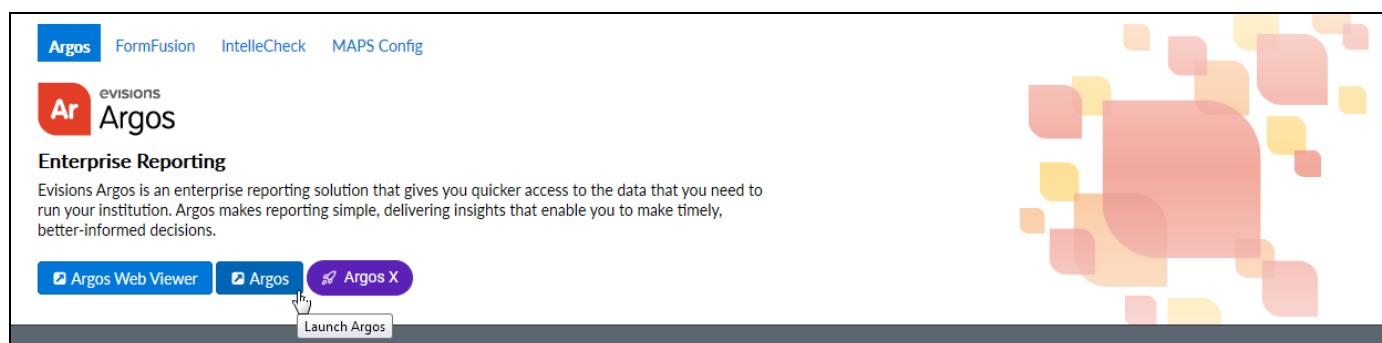 Argos FormFusion IntelleCheck MAPS Config
Ar
evisions
Argos
Enterprise Reporting
Evisions Argos is an enterprise reporting solution that gives you quicker access to the data that you need to
run your institution. Argos makes reporting simple, delivering insights that enable you to make timely,
better-informed decisions.
Argos Web Viewer Argos Argos X
Launch Argos